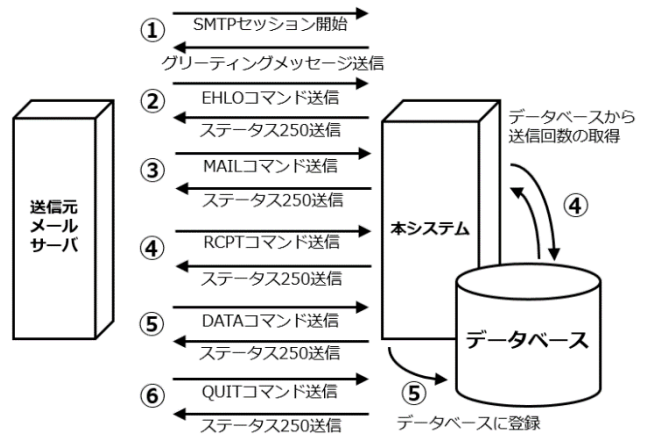 ① SMTPセッション開始
グリーティングメッセージ送信
② EHLOコマンド送信
ステータス250送信
③ MAILコマンド送信
ステータス250送信
④ RCPTコマンド送信
ステータス250送信
⑤ DATAコマンド送信
ステータス250送信
⑥ QUITコマンド送信
ステータス250送信
送信元
メール
サーバ
本システム
データベースから
送信回数の取得
④
データベース
⑤
データベースに登録